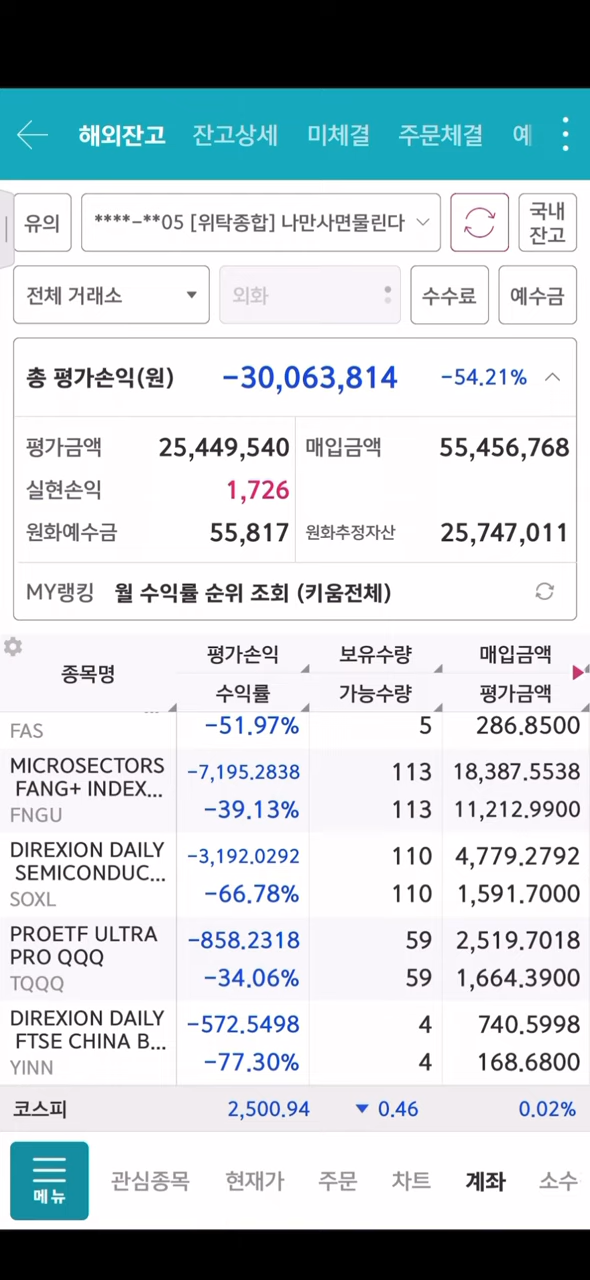 해외잔고 잔고상세 미체결 주문체결 예
유의 ****-**05 [위탁종합] 나만사면물린다 국내 잔고
전체 거래소 외화 수수료 예수금
총 평가손익(원) -30,063,814 -54.21%
평가금액 25,449,540 매입금액 55,456,768
실현손익 1,726
원화예수금 55,817 원화추정자산 25,747,011
MY랭킹 월 수익률 순위 조회 (키움전체)
종목명 평가손익 보유수량 매입금액
수익률 가능수량 평가금액
FAS -51.97% 5 286.8500
MICROSECTORS -7,195.2838 113 18,387.5538
FANG+ INDEX... -39.13% 113 11,212.9900
FNGU
DIREXION DAILY -3,192.0292 110 4,779.2792
SEMICONDUC... -66.78% 110 1,591.7000
SOXL
PROETF ULTRA -858.2318 59 2,519.7018
PRO QQQ -34.06% 59 1,664.3900
TQQQ
DIREXION DAILY -572.5498 4 740.5998
FTSE CHINA B... -77.30% 4 168.6800
YINN
코스피 2,500.94 ▼ 0.46 0.02%
메뉴 관심종목 현재가 주문 차트 계좌 소수